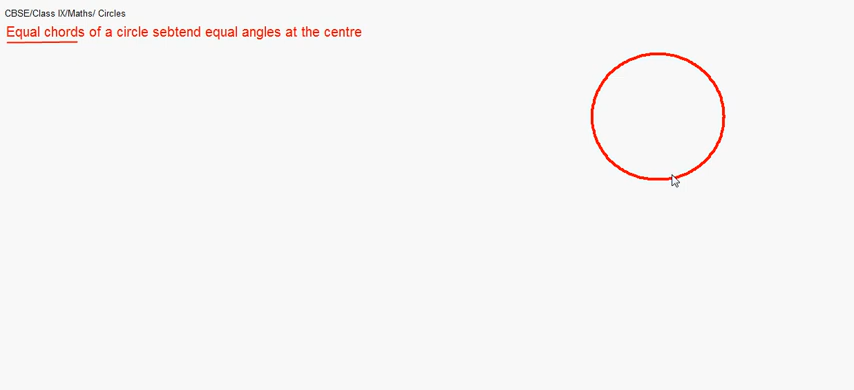 CBSE/Class IX/Maths/ Circles
Equal chords of a circle sebtend equal angles at the centre